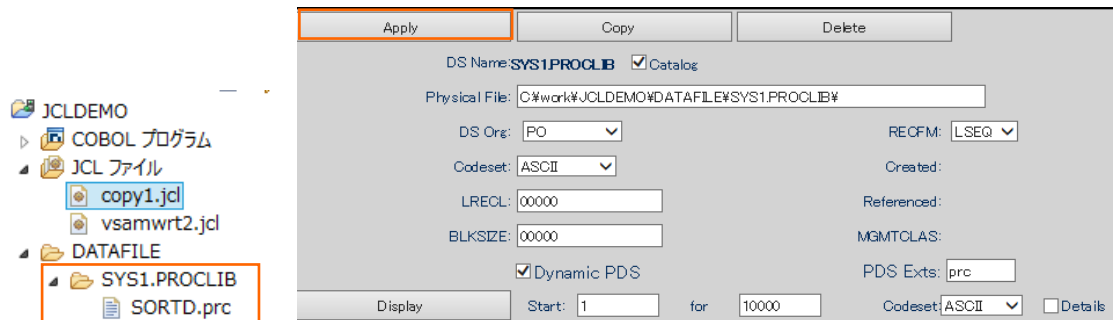 JCLDEMO
COBOL プログラム
JCL ファイル
copy1.jcl
vsamwrt2.jcl
DATAFILE
SYS1.PROCLIB
SORTD.prc
Apply Copy Delete
DS Name:SYS1.PROCLIB Catalog
Physical File: C:¥work¥JCLDEMO¥DATAFILE¥SYS1.PROCLIB¥
DS Org: PO RECFM: LSEQ
Codeset: ASCII Created:
LRECL: 00000 Referenced:
BLKSIZE: 00000 MGMTCLAS:
Dynamic PDS PDS Exts: prc
Display Start: 1 for 10000 Codeset: ASCII Details